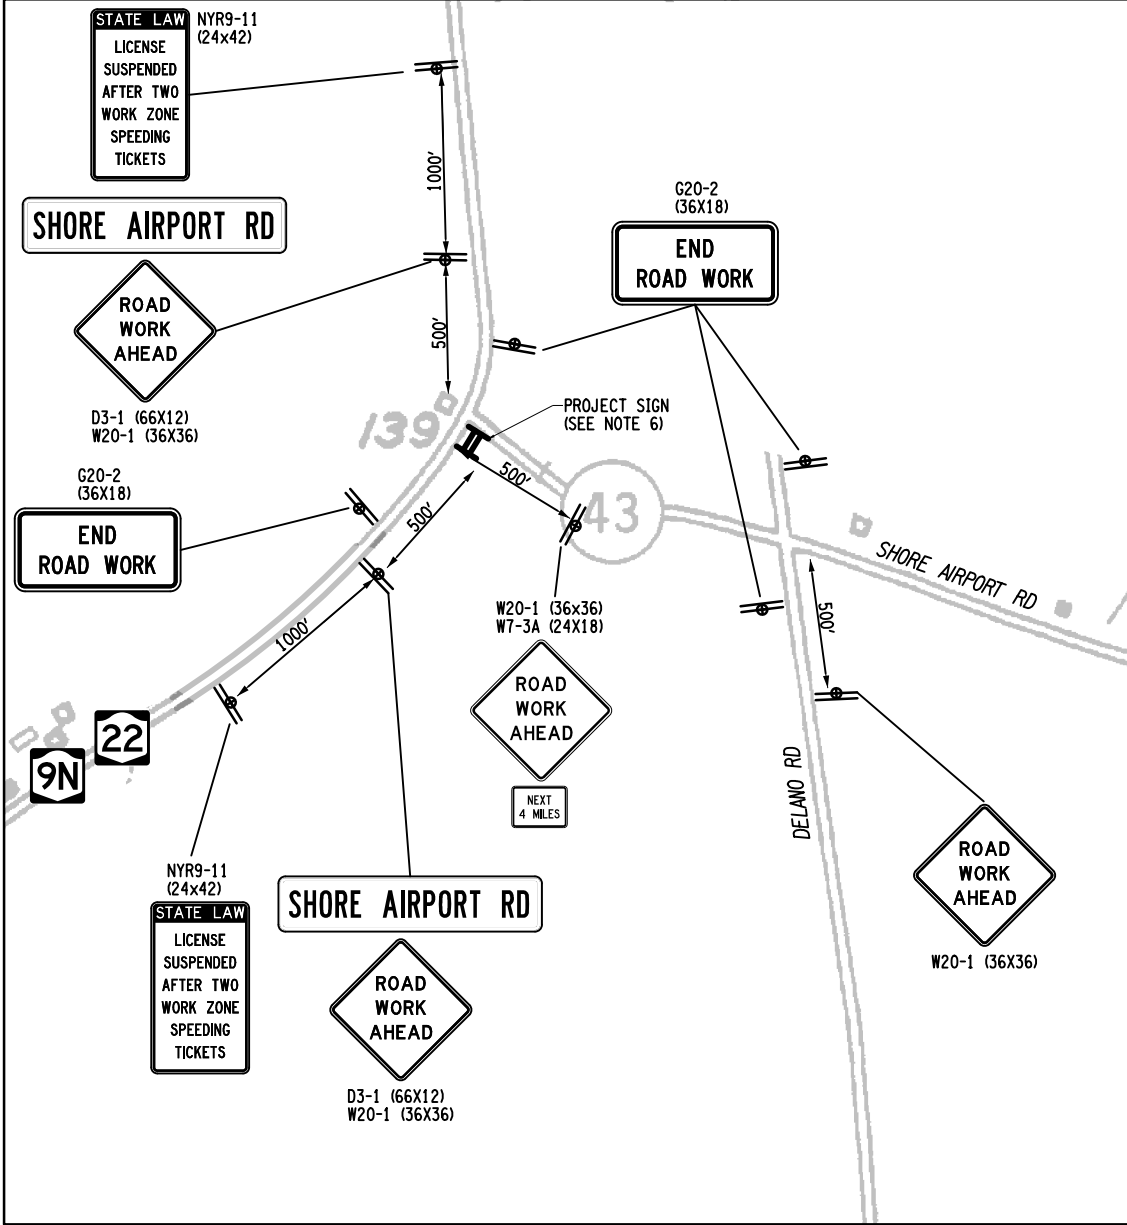 STATE LAW
LICENSE
SUSPENDED
AFTER TWO
WORK ZONE
SPEEDING
TICKETS
NYR9-11
(24x42)
1000'
SHORE AIRPORT RD
ROAD
WORK
AHEAD
D3-1 (66X12)
W20-1 (36X36)
500'
G20-2
(36X18)
END
ROAD WORK
PROJECT SIGN
(SEE NOTE 6)
139
500'
43
G20-2
(36X18)
END
ROAD WORK
500'
1000'
SHORE AIRPORT RD
500'
W20-1 (36x36)
W7-3A (24X18)
ROAD
WORK
AHEAD
NEXT
4 MILES
22
9N
DELANO RD
ROAD
WORK
AHEAD
W20-1 (36X36)
NYR9-11
(24x42)
STATE LAW
LICENSE
SUSPENDED
AFTER TWO
WORK ZONE
SPEEDING
TICKETS
SHORE AIRPORT RD
ROAD
WORK
AHEAD
D3-1 (66X12)
W20-1 (36X36)